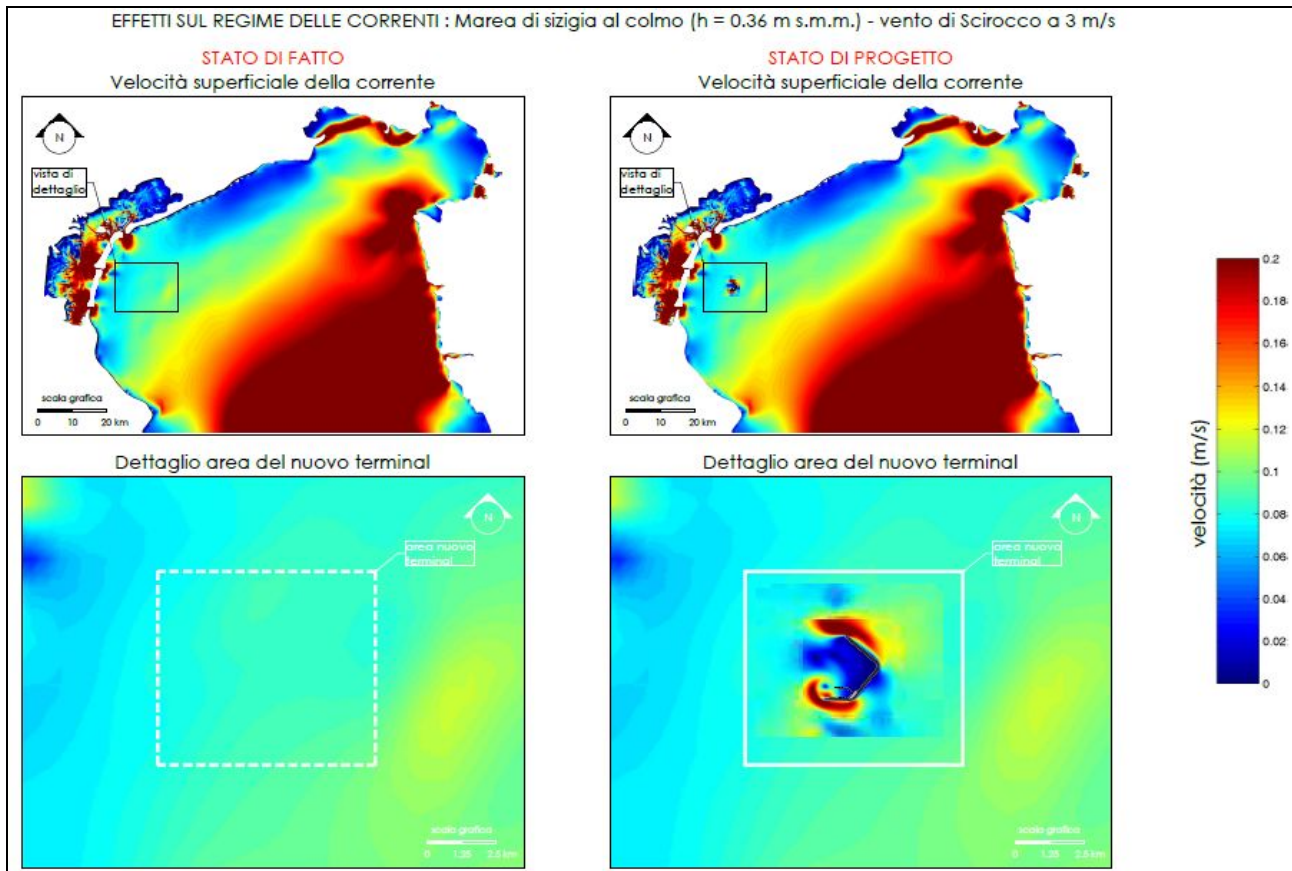 EFFETTI SUL REGIME DELLE CORRENTI : Marea di sizigia al colmo (h = 0.36 m s.m.m.) - vento di Scirocco a 3 m/s
STATO DI FATTO
Velocità superficiale della corrente
N
vista di
dettaglio
scala grafica
0 10 20 km
STATO DI PROGETTO
Velocità superficiale della corrente
N
vista di
dettaglio
scala grafica
0 10 20 km
Dettaglio area del nuovo terminal
N
area nuovo
terminal
scala grafica
0 1.25 2.5 km
Dettaglio area del nuovo terminal
N
area nuovo
terminal
scala grafica
0 1.25 2.5 km
velocità (m/s)
0.2
0.18
0.16
0.14
0.12
0.1
0.08
0.06
0.04
0.02
0